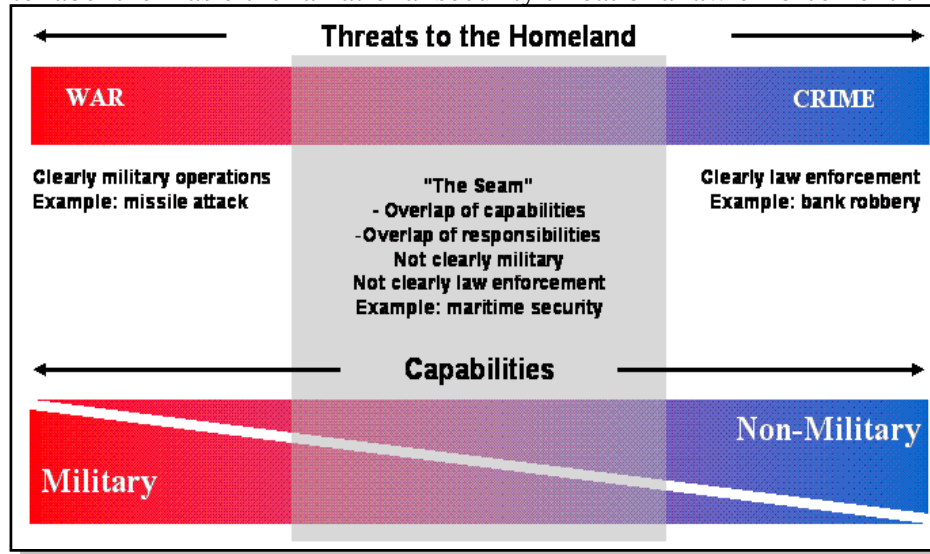 Threats to the Homeland
WAR
CRIME
Clearly military operations
Example: missile attack
"The Seam"
- Overlap of capabilities
-Overlap of responsibilities
Not clearly military
Not clearly law enforcement
Example: maritime security
Clearly law enforcement
Example: bank robbery
Capabilities
Non-Military
Military